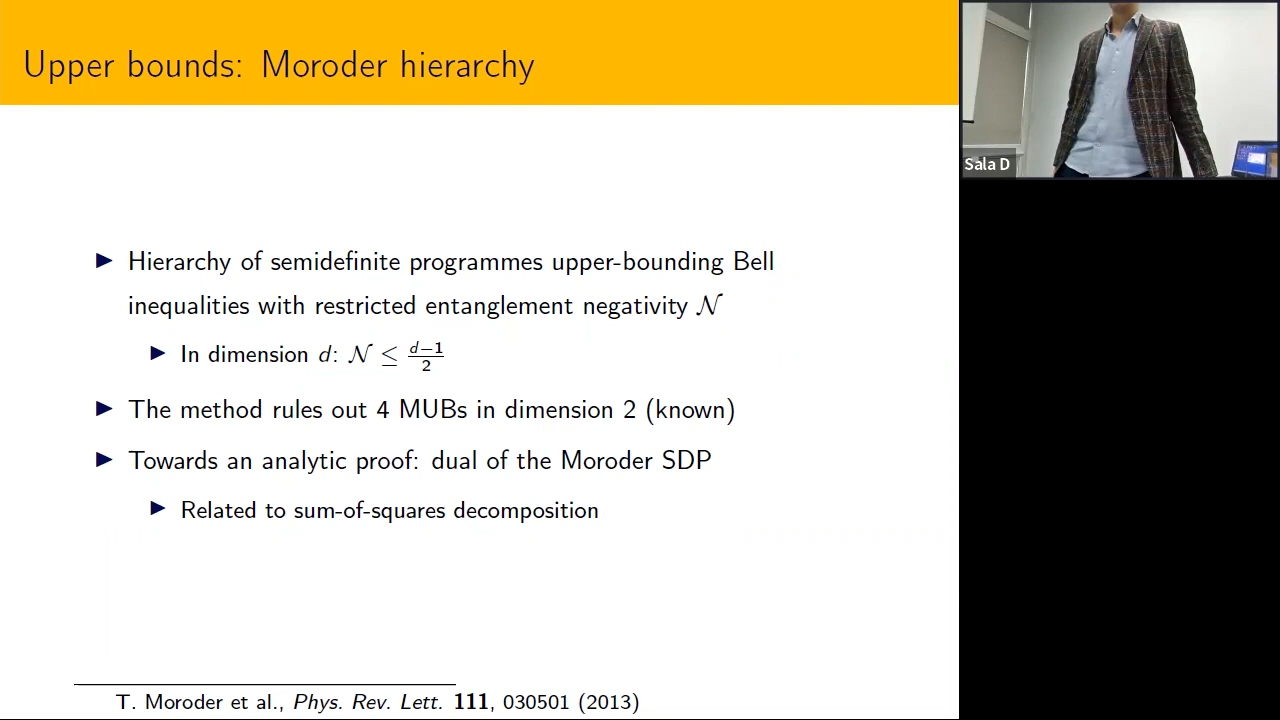 Upper bounds: Moroder hierarchy
Sala D
▶ Hierarchy of semidefinite programmes upper-bounding Bell
inequalities with restricted entanglement negativity 𝒩
▶ In dimension d: 𝒩 ≤ (d−1)/2
▶ The method rules out 4 MUBs in dimension 2 (known)
▶ Towards an analytic proof: dual of the Moroder SDP
▶ Related to sum-of-squares decomposition
T. Moroder et al., Phys. Rev. Lett. 111, 030501 (2013)